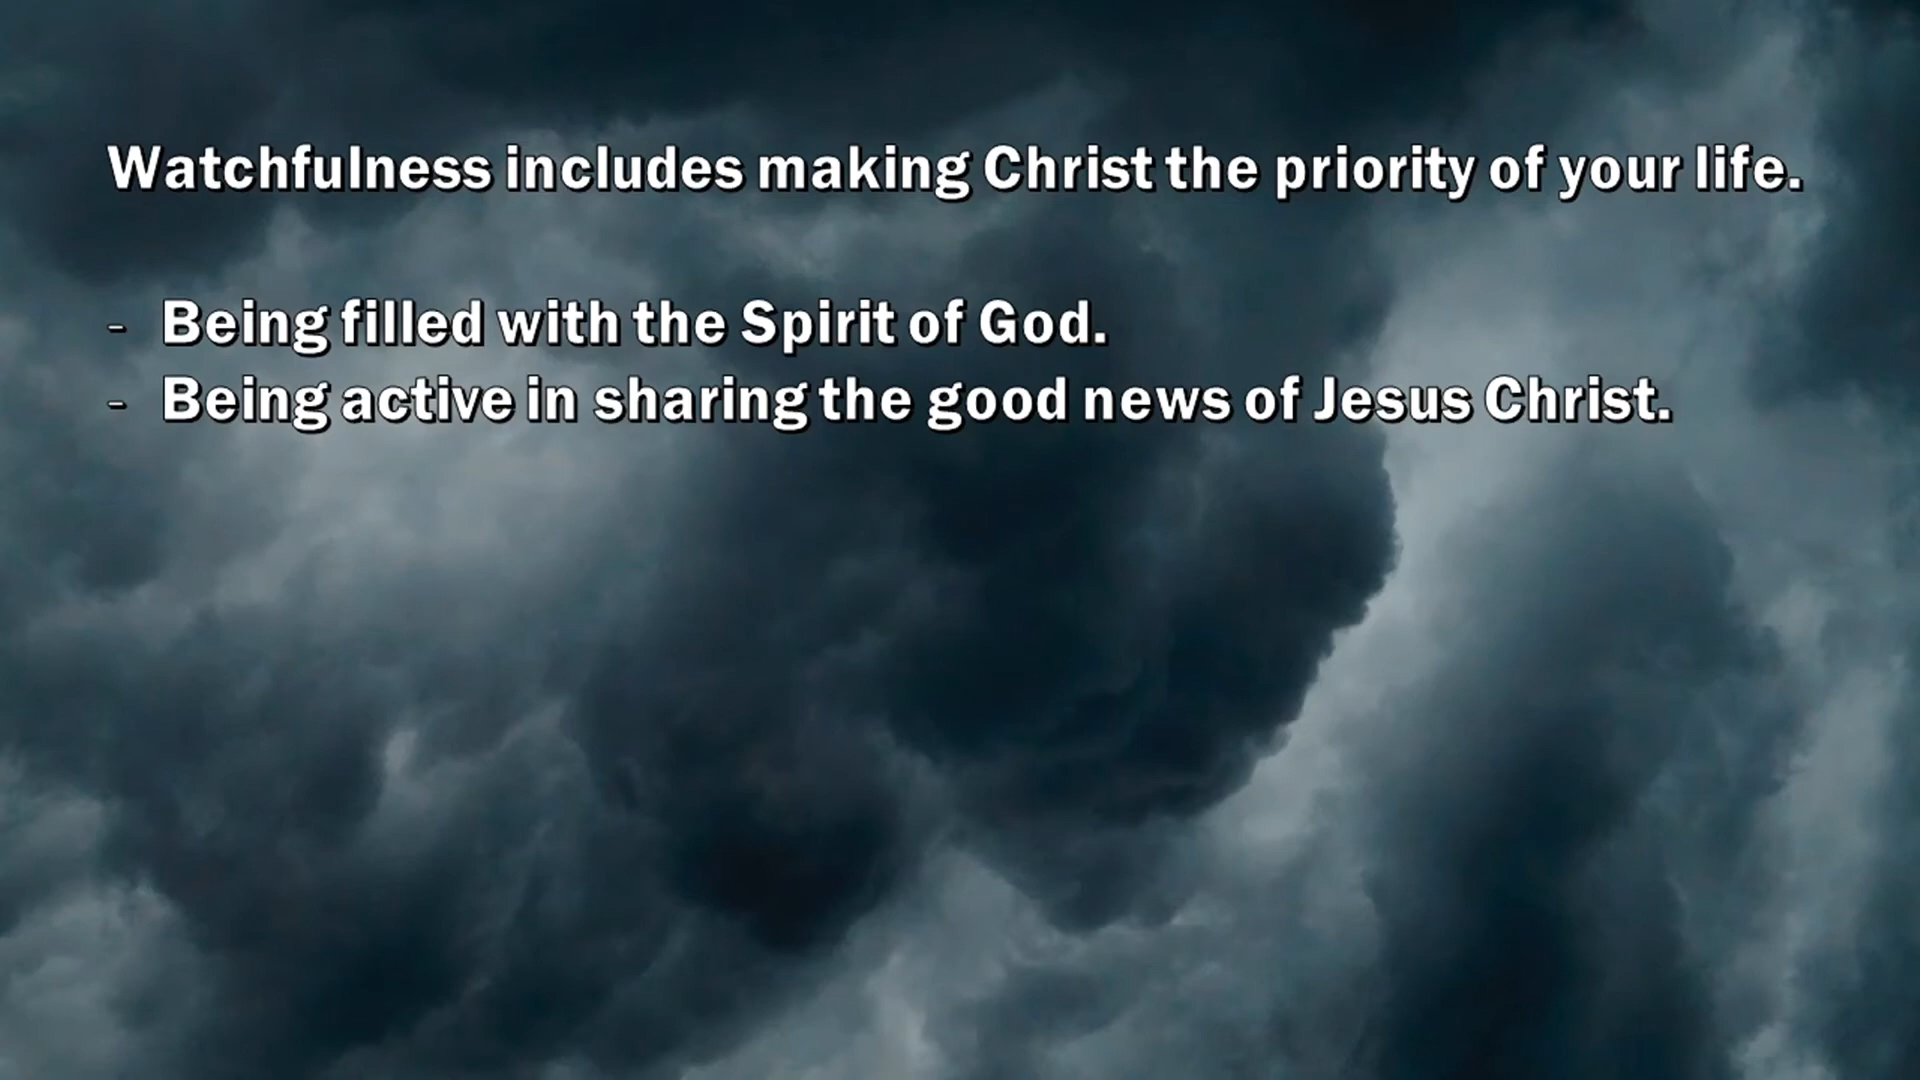 Watchfulness includes making Christ the priority of your life.
- Being filled with the Spirit of God.
- Being active in sharing the good news of Jesus Christ.